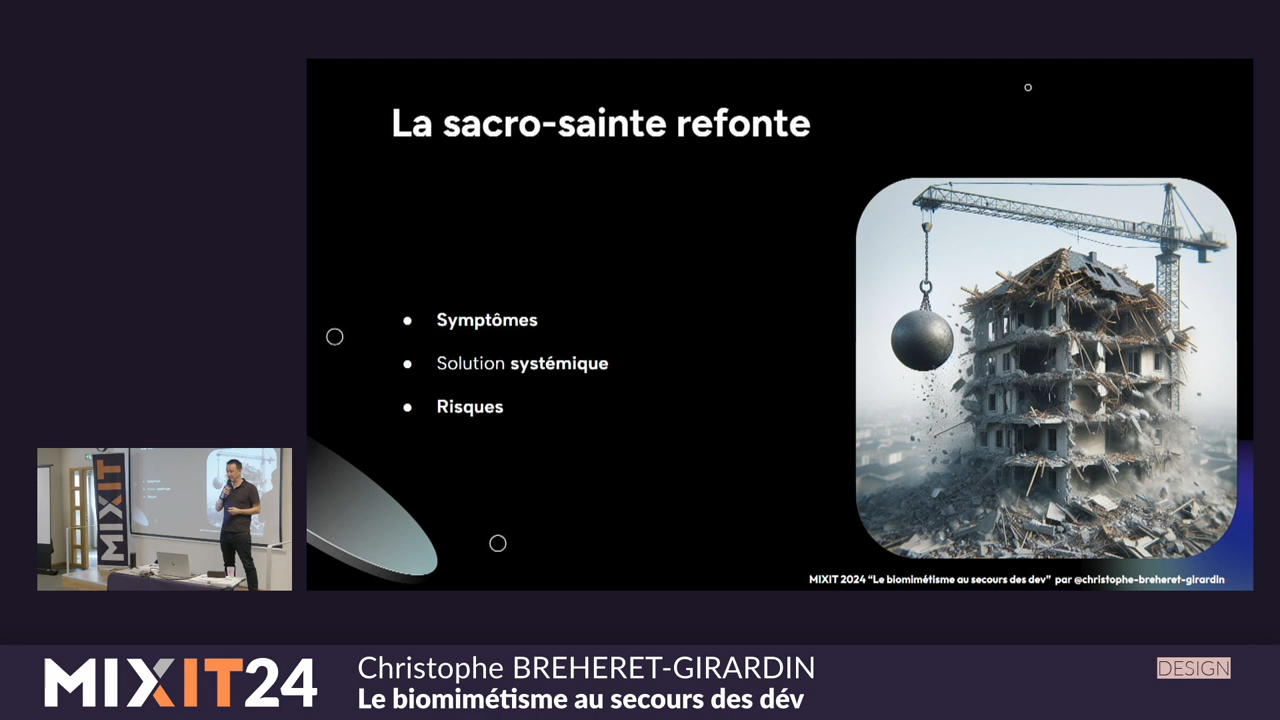 La sacro-sainte refonte
● Symptômes
● Solution systémique
● Risques
MIXIT 2024 “Le biomimétisme au secours des dev” par @christophe-breheret-girardin
MIXIT
MIXIT24
Christophe BREHERET-GIRARDIN
Le biomimétisme au secours des dév
DESIGN